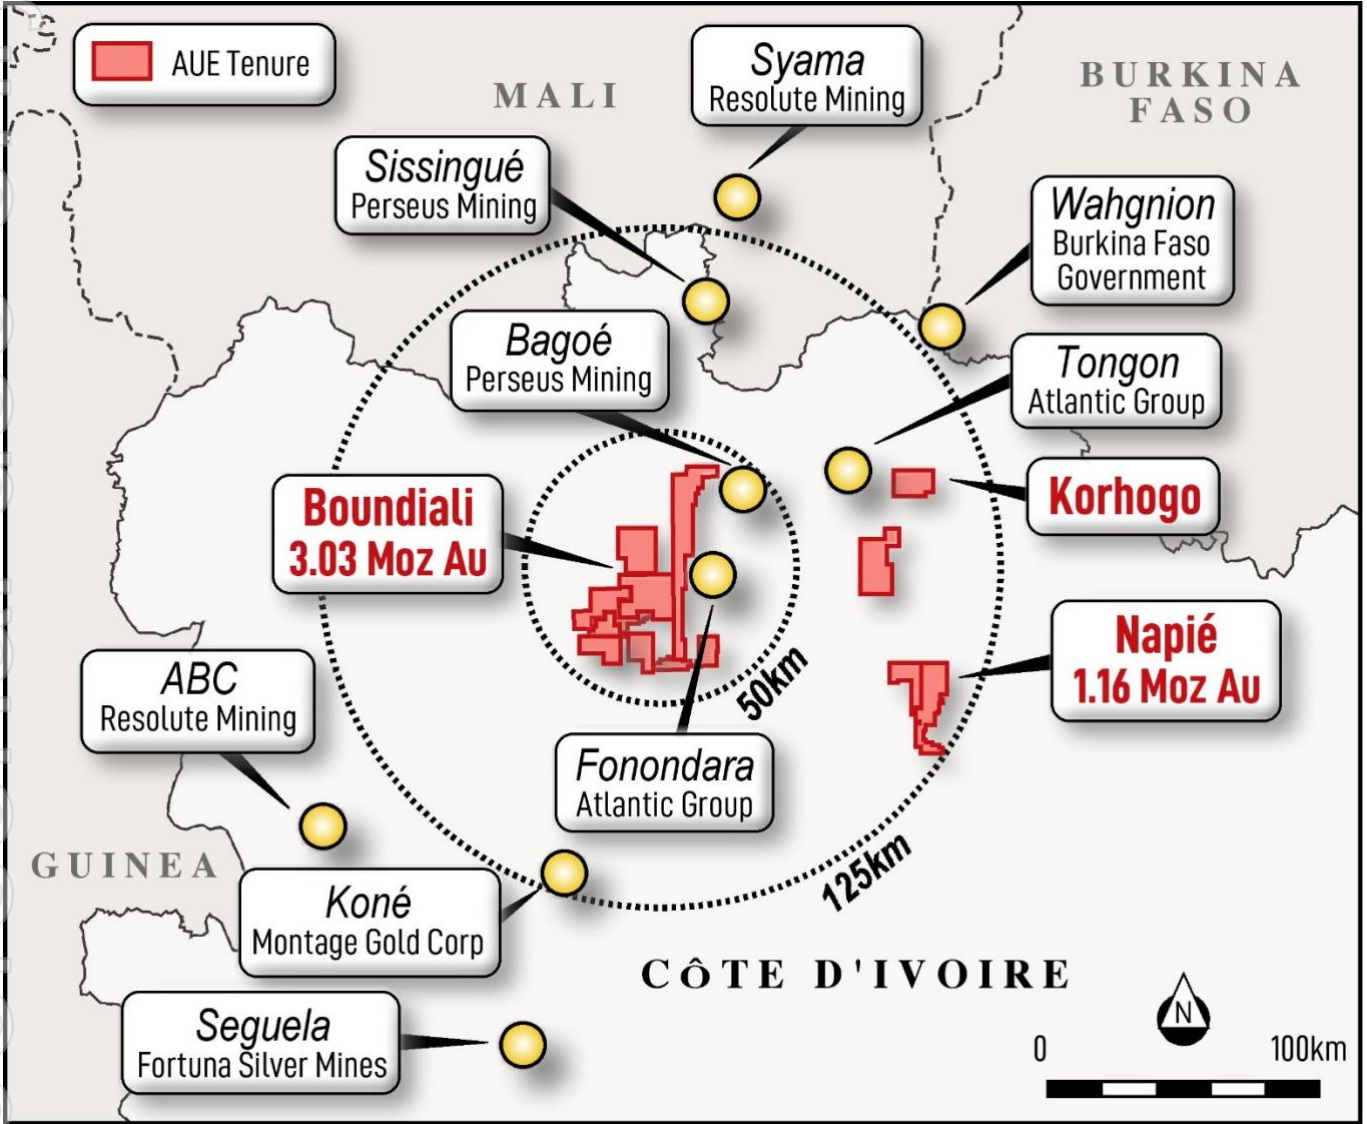 AUE Tenure
MALI
Syama
Resolute Mining
BURKINA
FASO
Sissingué
Perseus Mining
Wahgnion
Burkina Faso
Government
Bagoé
Perseus Mining
Tongon
Atlantic Group
Boundiali
3.03 Moz Au
Korhogo
Napié
1.16 Moz Au
50km
ABC
Resolute Mining
Fonondara
Atlantic Group
125km
GUINEA
Koné
Montage Gold Corp
CÔTE D'IVOIRE
Seguela
Fortuna Silver Mines
N
0
100km